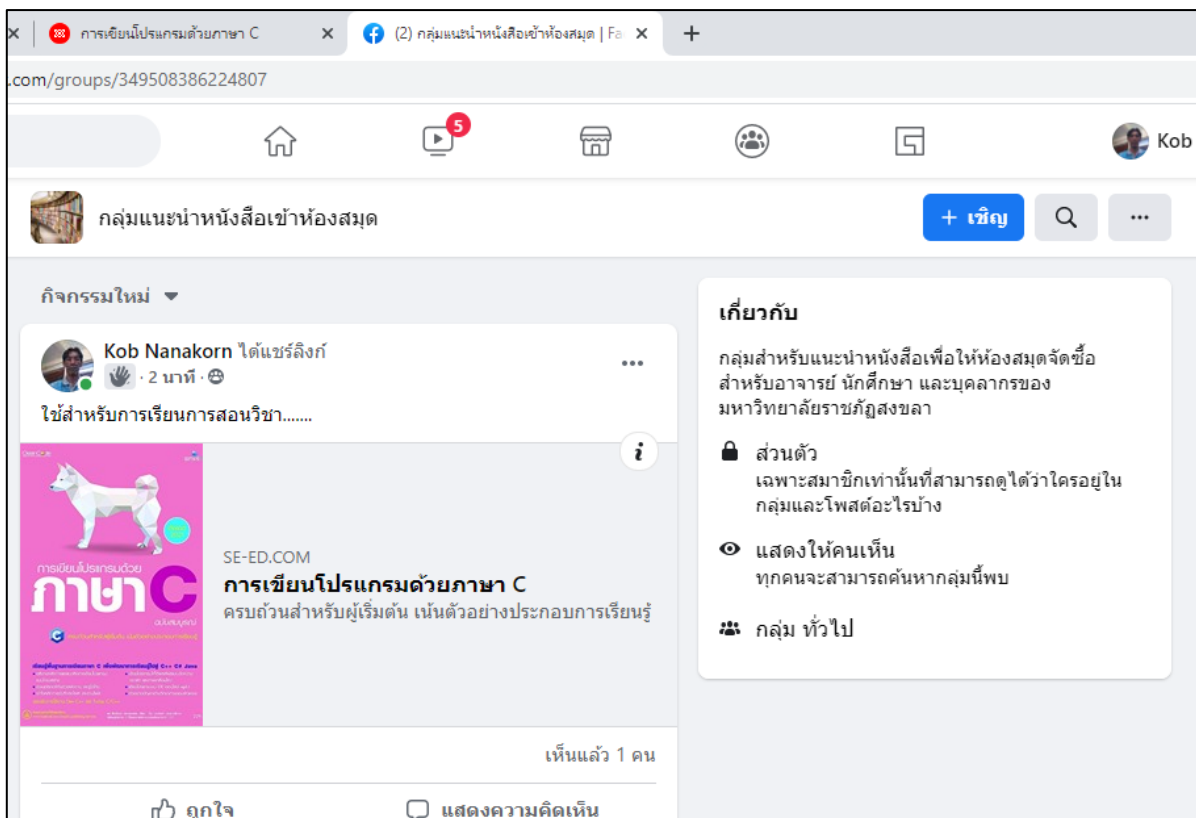 การเขียนโปรแกรมด้วยภาษา C
(2) กลุ่มแนะนำหนังสือเข้าห้องสมุด | Fa
.com/groups/349508386224807
5
Kob
กลุ่มแนะนำหนังสือเข้าห้องสมุด
+ เชิญ
กิจกรรมใหม่
Kob Nanakorn ได้แชร์ลิงก์
· 2 นาที ·
ใช้สำหรับการเรียนการสอนวิชา.......
การเขียนโปรแกรมด้วย
ภาษา C
ฉบับสมบูรณ์
SE-ED.COM
การเขียนโปรแกรมด้วยภาษา C
ครบถ้วนสำหรับผู้เริ่มต้น เน้นตัวอย่างประกอบการเรียนรู้
เห็นแล้ว 1 คน
ถูกใจ
แสดงความคิดเห็น
เกี่ยวกับ
กลุ่มสำหรับแนะนำหนังสือเพื่อให้ห้องสมุดจัดซื้อ
สำหรับอาจารย์ นักศึกษา และบุคลากรของ
มหาวิทยาลัยราชภัฏสงขลา
ส่วนตัว
เฉพาะสมาชิกเท่านั้นที่สามารถดูได้ว่าใครอยู่ใน
กลุ่มและโพสต์อะไรบ้าง
แสดงให้คนเห็น
ทุกคนจะสามารถค้นหากลุ่มนี้พบ
กลุ่ม ทั่วไป